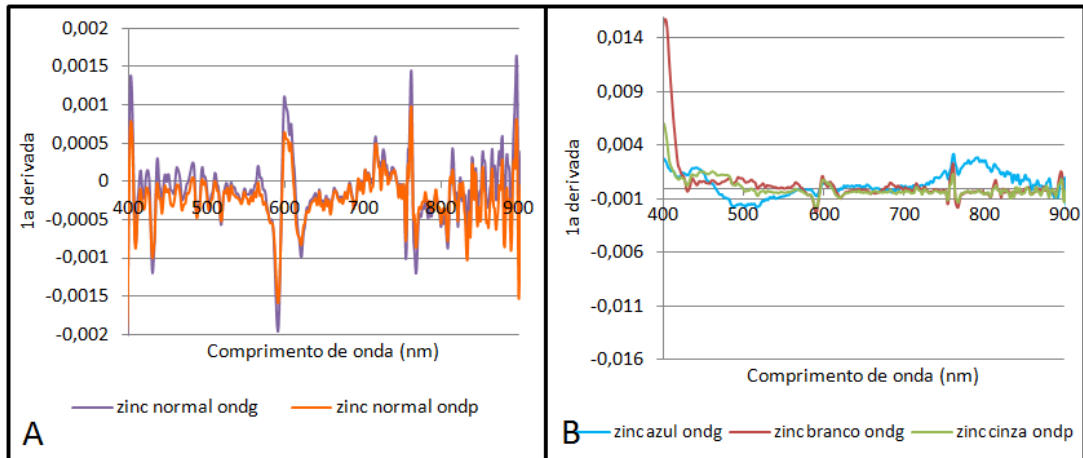 0,002
0,0015
0,001
0,0005
0
-0,0005
-0,001
-0,0015
-0,002
1a derivada
400 500 600 700 800 900
Comprimento de onda (nm)
zinc normal ondg zinc normal ondp
A
0,014
0,009
0,004
-0,001
-0,006
-0,011
-0,016
1a derivada
400 500 600 700 800 900
Comprimento de onda (nm)
zinc azul ondg zinc branco ondg zinc cinza ondp
B